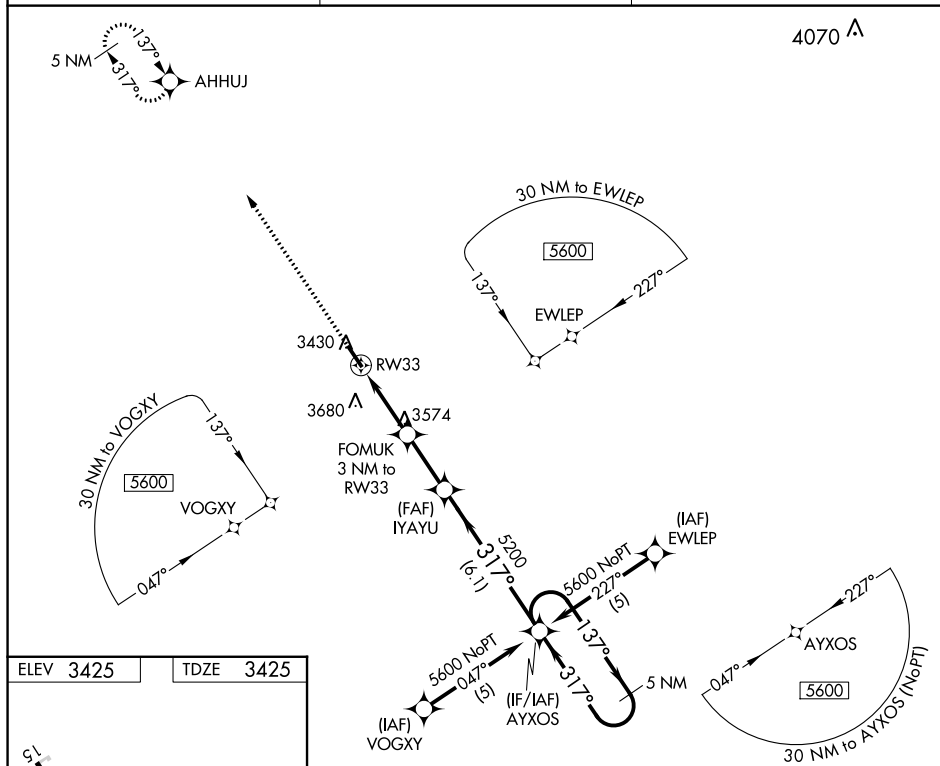 4070
137°
5 NM
317°
AHHUJ
30 NM to EWLEP
5600
137°
227°
EWLEP
3430
RW33
3680
3574
FOMUK
3 NM to
RW33
30 NM to VOGXY
137°
5600
VOGXY
047°
(FAF)
IYAYU
5200
317°
(6.1)
(IAF)
EWLEP
5600 NoPT
227°
(5)
137°
317°
5 NM
5600 NoPT
047°
(5)
(IF/IAF)
AYXOS
(IAF)
VOGXY
227°
AYXOS
047°
5600
30 NM to AYXOS (NoPT)
ELEV 3425
TDZE 3425
15